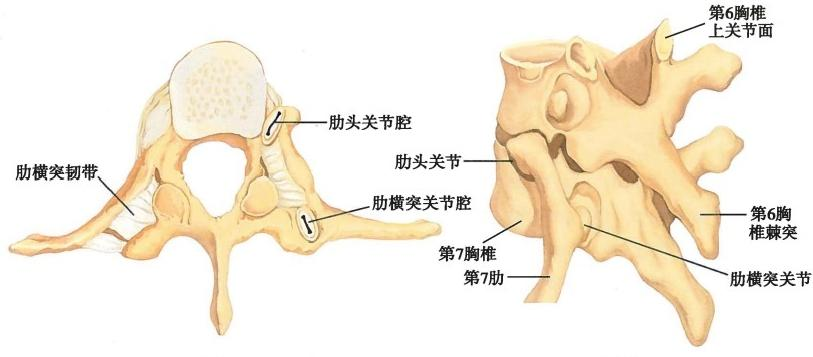 第6胸椎
上关节面
肋头关节腔
肋头关节
肋横突韧带
肋横突关节腔
第6胸
椎棘突
第7胸椎
第7肋
肋横突关节